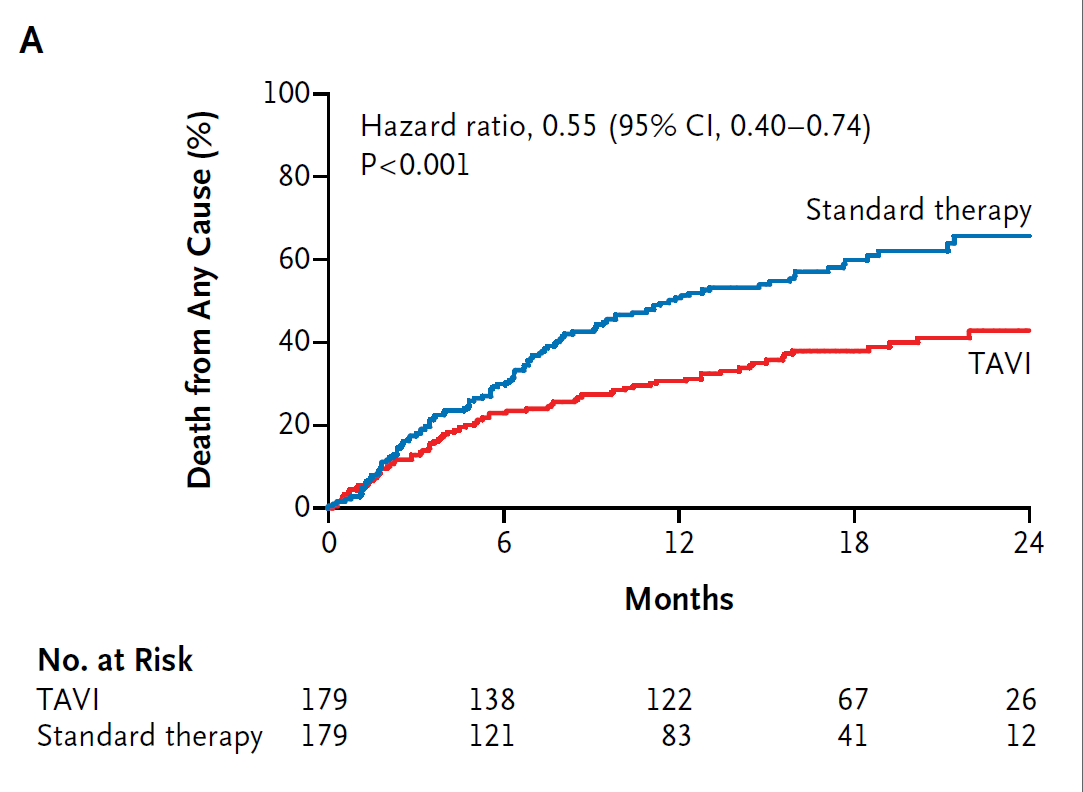 A
Death from Any Cause (%)
100
80
60
40
20
0
Hazard ratio, 0.55 (95% CI, 0.40–0.74)
P<0.001
Standard therapy
TAVI
0 6 12 18 24
Months
No. at Risk
TAVI 179 138 122 67 26
Standard therapy 179 121 83 41 12